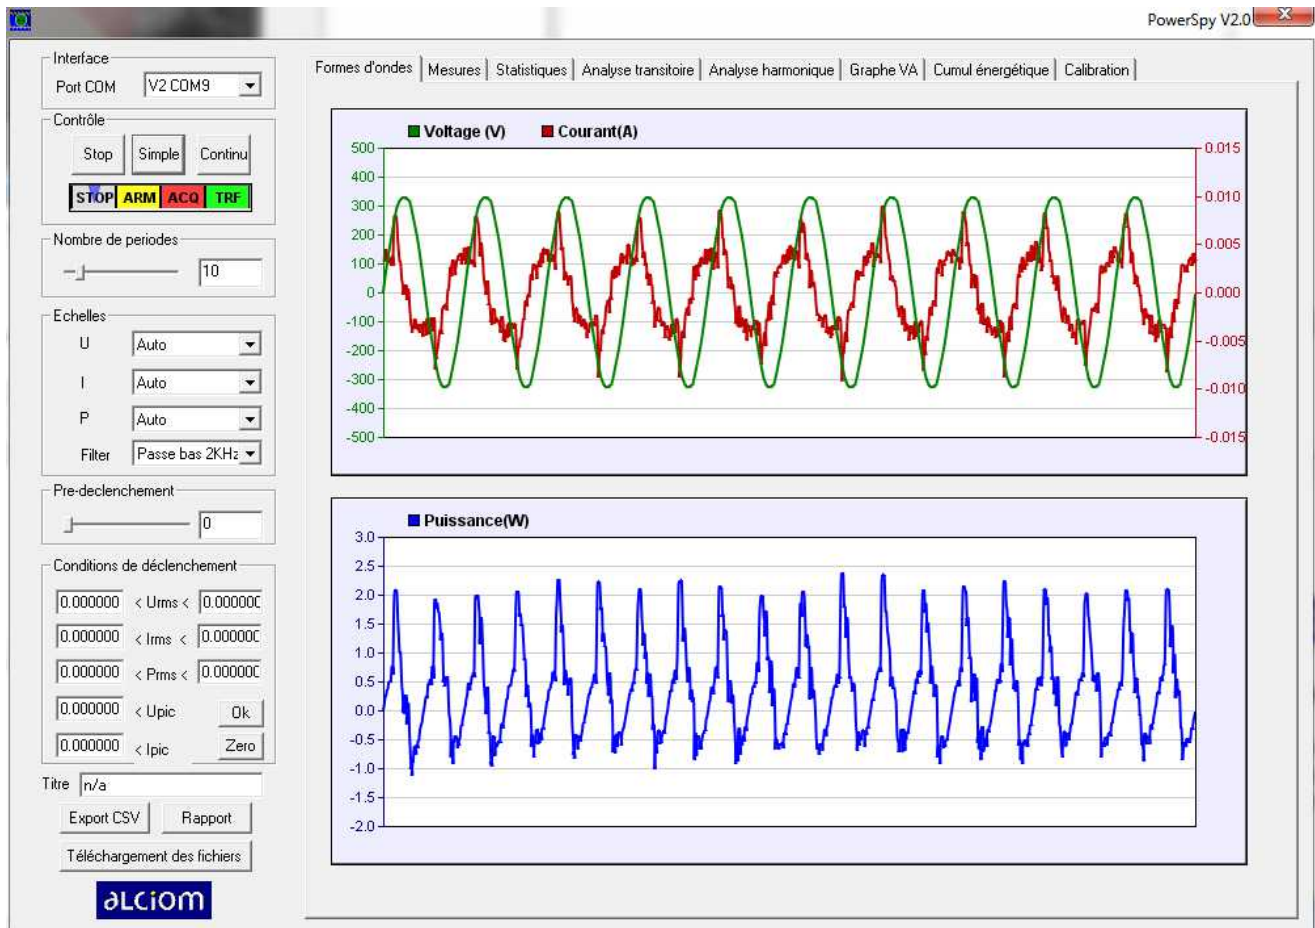 PowerSpy V2.0
Interface
Port COM V2 COM9
Contrôle
Stop Simple Continu
STOP ARM ACQ TRF
Nombre de periodes
10
Echelles
U Auto
I Auto
P Auto
Filter Passe bas 2KHz
Pre-declenchement
0
Conditions de déclenchement
0.000000 < Urms < 0.000000
0.000000 < Irms < 0.000000
0.000000 < Prms < 0.000000
0.000000 < Upic Ok
0.000000 < Ipic Zero
Titre n/a
Export CSV Rapport
Téléchargement des fichiers
aLciom
Formes d'ondes Mesures Statistiques Analyse transitoire Analyse harmonique Graphe VA Cumul énergétique Calibration
Voltage (V) Courant(A)
500 0.015
400
300 0.010
200
100 0.005
0 0.000
-100
-200 -0.005
-300
-400 -0.010
-500 -0.015
Puissance(W)
3.0
2.5
2.0
1.5
1.0
0.5
0.0
-0.5
-1.0
-1.5
-2.0